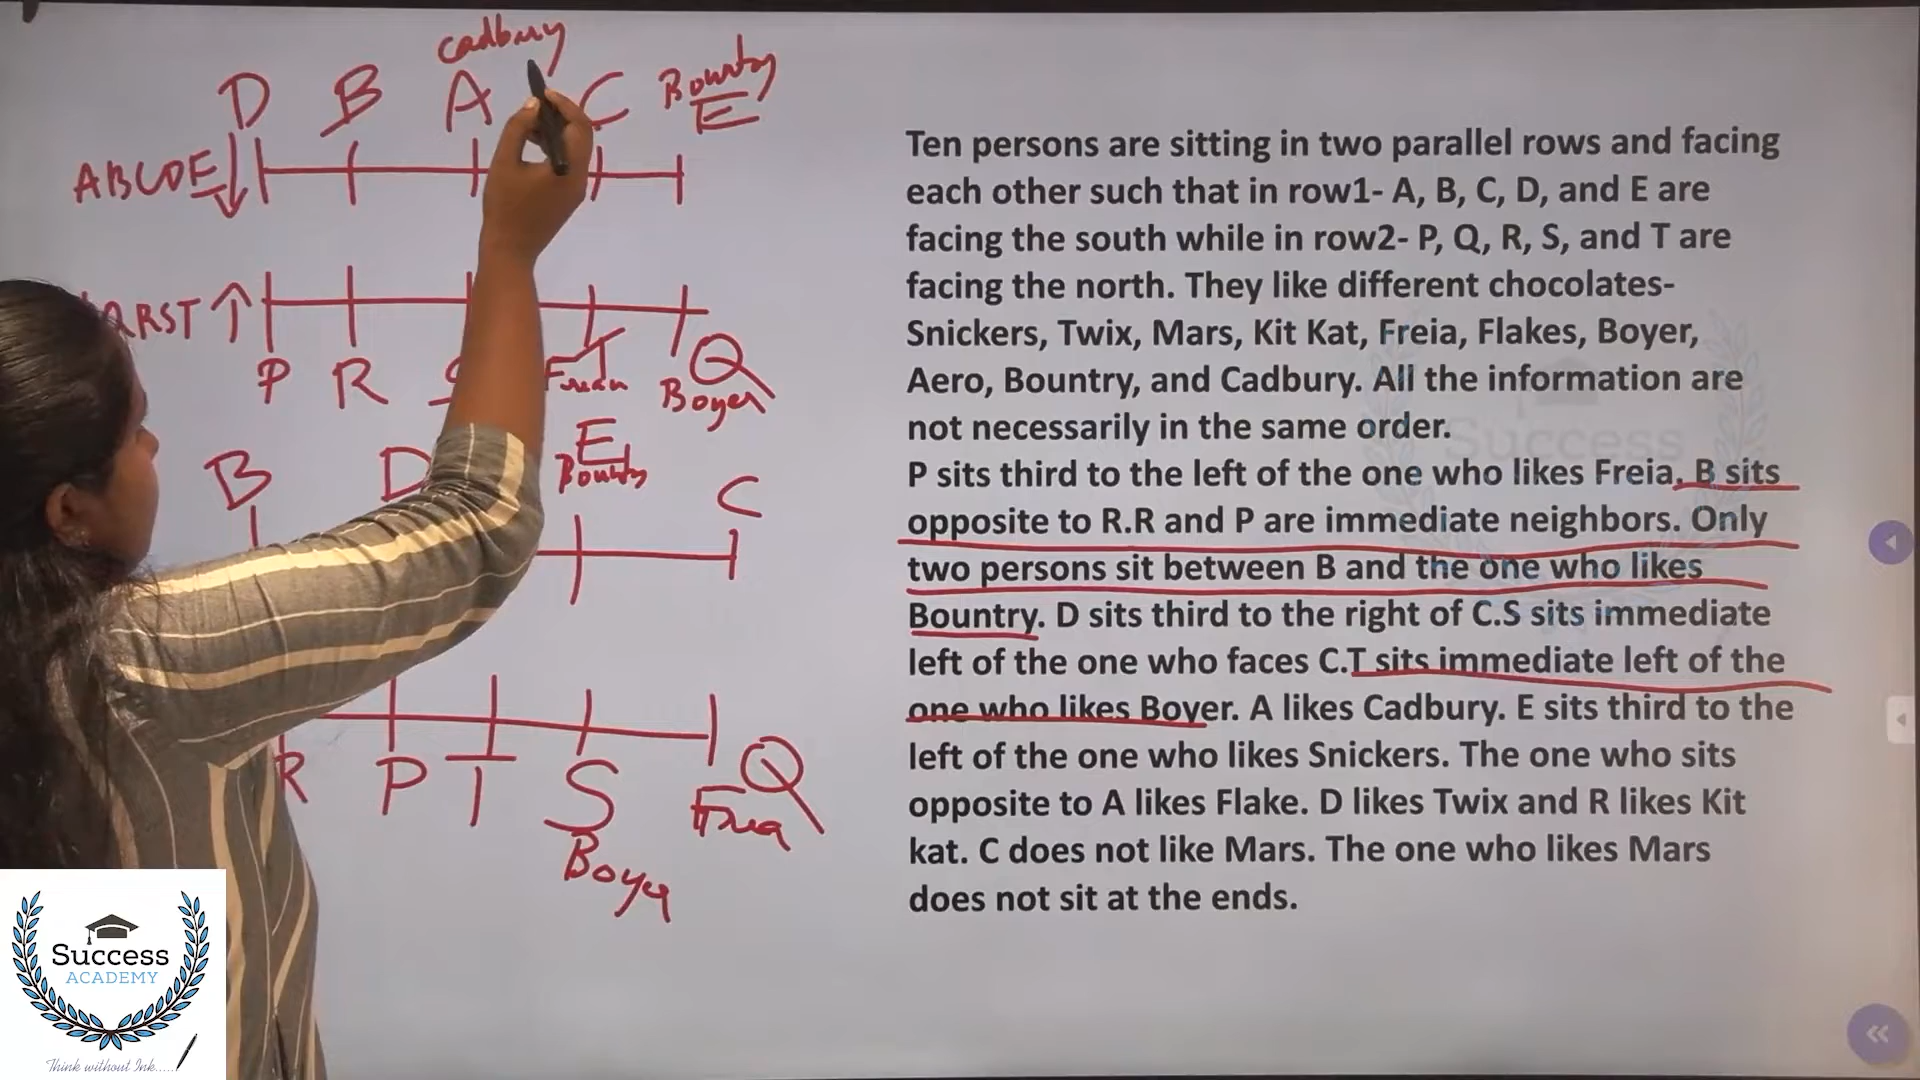 cadbury
D B A C Bountry
E
ABCDE
QRST
P R S T Q
Freia Boyer
B D E C
Bountry
R P T S Q
Freia
Boyer
Ten persons are sitting in two parallel rows and facing
each other such that in row1- A, B, C, D, and E are
facing the south while in row2- P, Q, R, S, and T are
facing the north. They like different chocolates-
Snickers, Twix, Mars, Kit Kat, Freia, Flakes, Boyer,
Aero, Bountry, and Cadbury. All the information are
not necessarily in the same order.
P sits third to the left of the one who likes Freia. B sits
opposite to R.R and P are immediate neighbors. Only
two persons sit between B and the one who likes
Bountry. D sits third to the right of C.S sits immediate
left of the one who faces C.T sits immediate left of the
one who likes Boyer. A likes Cadbury. E sits third to the
left of the one who likes Snickers. The one who sits
opposite to A likes Flake. D likes Twix and R likes Kit
kat. C does not like Mars. The one who likes Mars
does not sit at the ends.
Success
Success
ACADEMY
Think without Ink.....